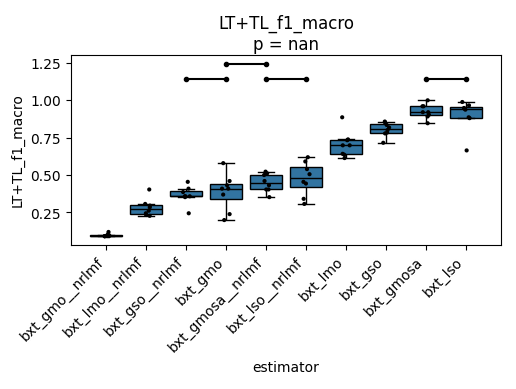 LT+TL_f1_macro
p = nan
LT+TL_f1_macro
1.25
1.00
0.75
0.50
0.25
bxt_gmo__nrlmf
bxt_lmo__nrlmf
bxt_gso__nrlmf
bxt_gmo
bxt_gmosa__nrlmf
bxt_lso__nrlmf
bxt_lmo
bxt_gso
bxt_gmosa
bxt_lso
estimator